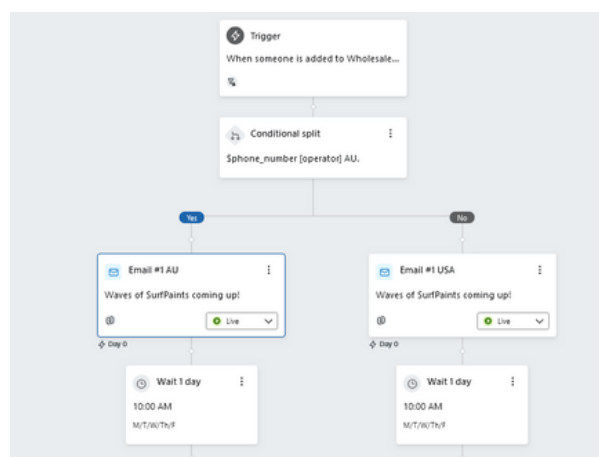 Trigger
When someone is added to Wholesale...
Conditional split
$phone_number [operator] AU.
Yes
No
Email #1 AU
Waves of SurfPaints coming up!
Live
Day 0
Email #1 USA
Waves of SurfPaints coming up!
Live
Day 0
Wait 1 day
10:00 AM
M/T/W/Th/F
Wait 1 day
10:00 AM
M/T/W/Th/F